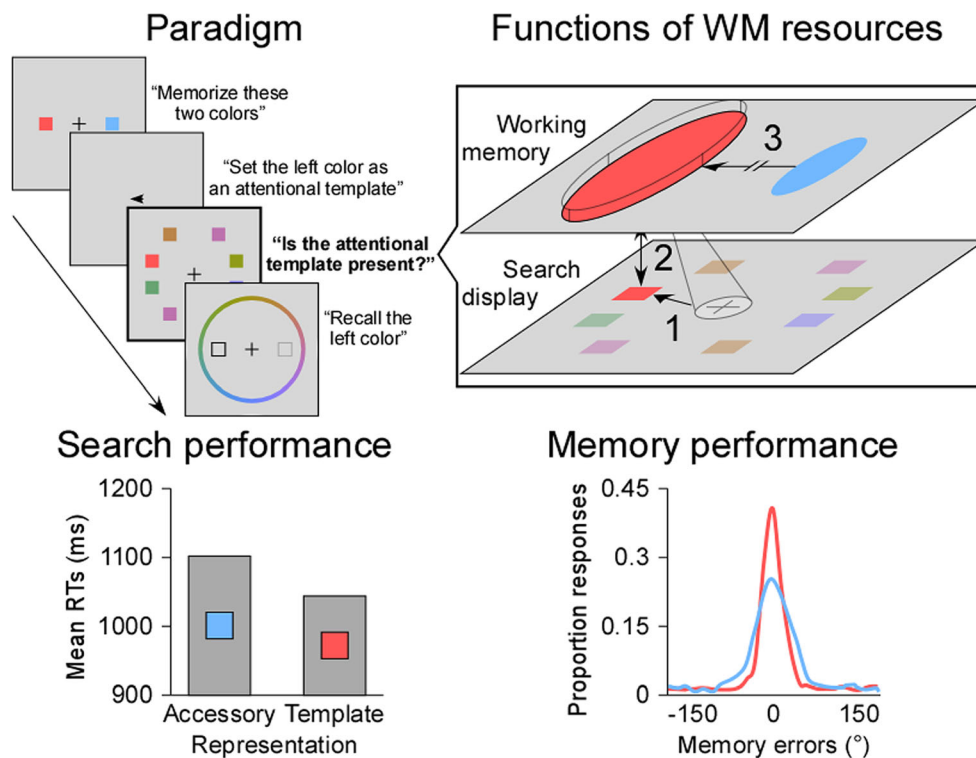 Paradigm
“Memorize these
two colors”
“Set the left color as
an attentional template”
“Is the attentional
template present?”
“Recall the
left color”
Functions of WM resources
Working
memory
3
2
Search
display
1
Search performance
Mean RTs (ms)
1200
1100
1000
900
Accessory Template
Representation
Memory performance
Proportion responses
0.45
0.3
0.15
0
-150 0 150
Memory errors (°)